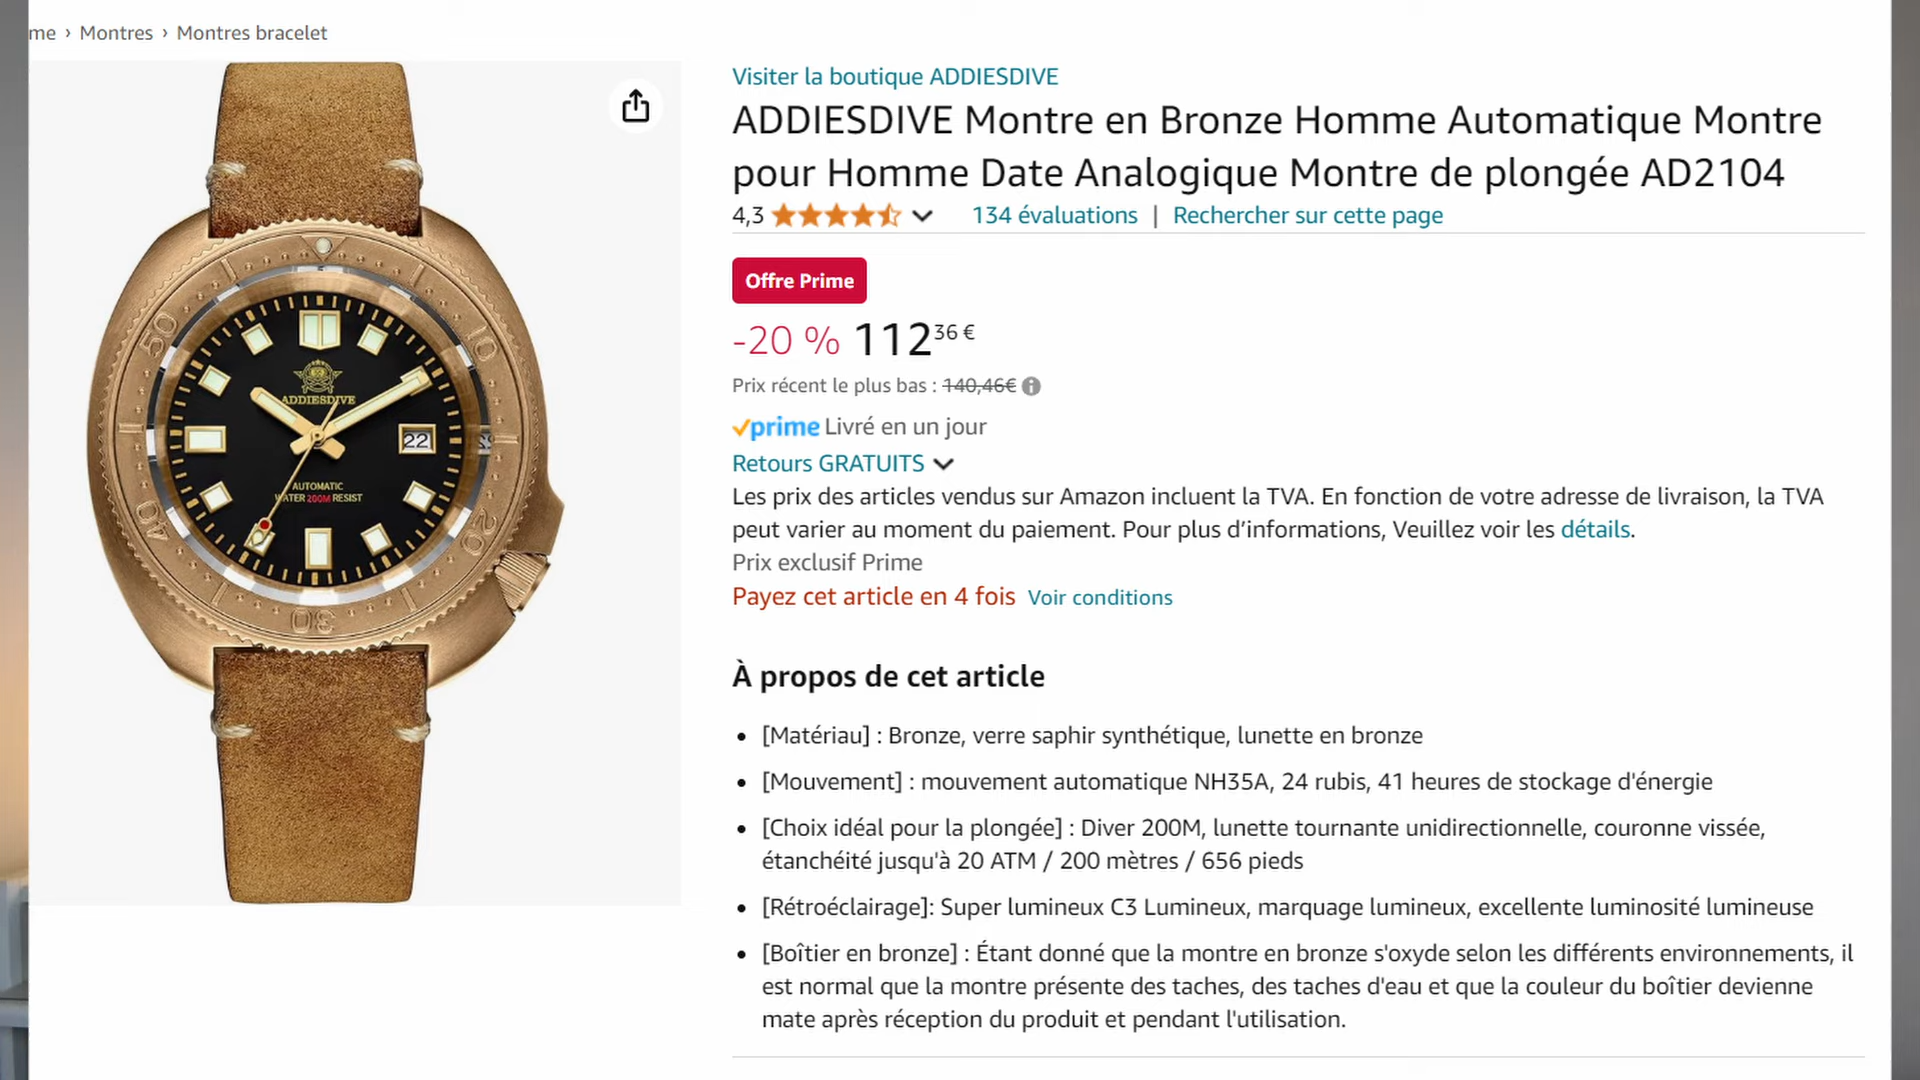 me › Montres › Montres bracelet
Visiter la boutique ADDIESDIVE
ADDIESDIVE Montre en Bronze Homme Automatique Montre
pour Homme Date Analogique Montre de plongée AD2104
4,3 134 évaluations | Rechercher sur cette page
Offre Prime
-20 % 112 36 €
Prix récent le plus bas : 140,46€
prime Livré en un jour
Retours GRATUITS
Les prix des articles vendus sur Amazon incluent la TVA. En fonction de votre adresse de livraison, la TVA
peut varier au moment du paiement. Pour plus d’informations, Veuillez voir les détails.
Prix exclusif Prime
Payez cet article en 4 fois Voir conditions
À propos de cet article
• [Matériau] : Bronze, verre saphir synthétique, lunette en bronze
• [Mouvement] : mouvement automatique NH35A, 24 rubis, 41 heures de stockage d'énergie
• [Choix idéal pour la plongée] : Diver 200M, lunette tournante unidirectionnelle, couronne vissée,
étanchéité jusqu'à 20 ATM / 200 mètres / 656 pieds
• [Rétroéclairage]: Super lumineux C3 Lumineux, marquage lumineux, excellente luminosité lumineuse
• [Boîtier en bronze] : Étant donné que la montre en bronze s'oxyde selon les différents environnements, il
est normal que la montre présente des taches, des taches d'eau et que la couleur du boîtier devienne
mate après réception du produit et pendant l'utilisation.
50
10
ADDIESDIVE
22
AUTOMATIC
WATER 200M RESIST
40
20
30